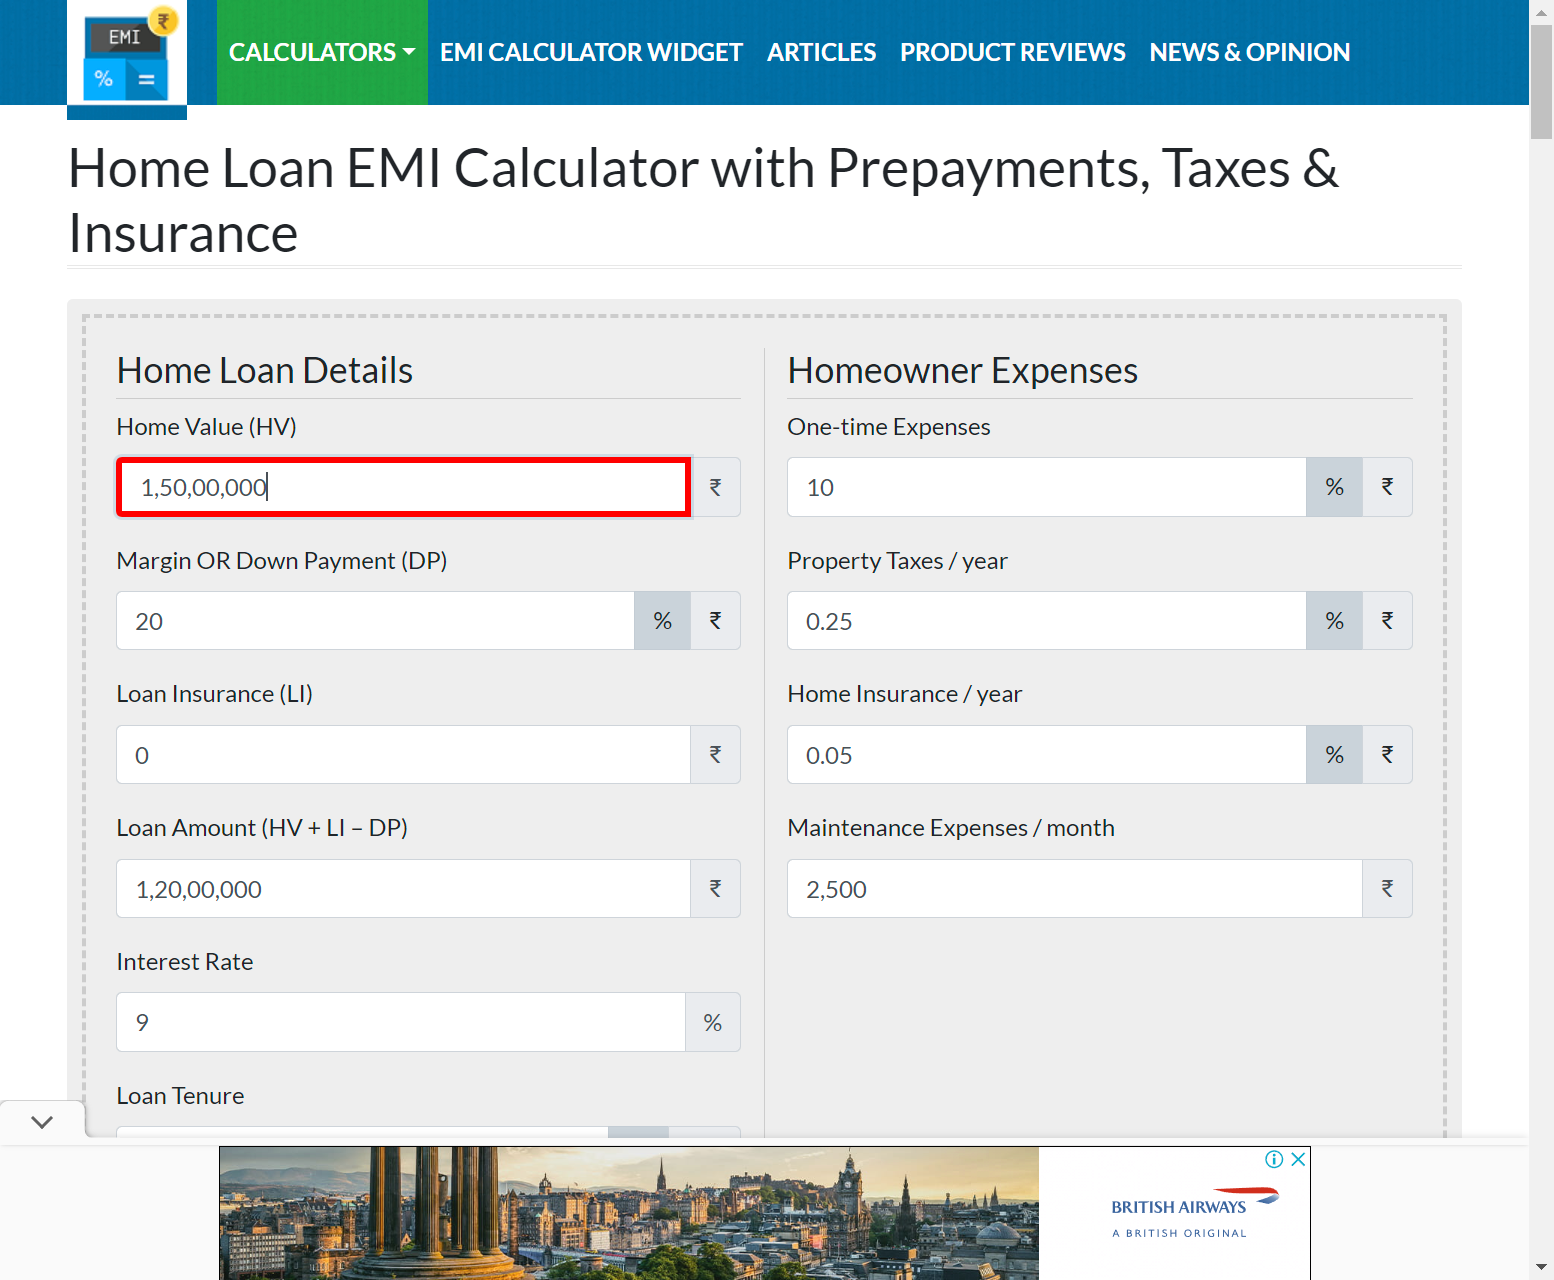 EMI
₹
%
=
CALCULATORS
EMI CALCULATOR WIDGET
ARTICLES
PRODUCT REVIEWS
NEWS & OPINION
Home Loan EMI Calculator with Prepayments, Taxes &
Insurance
Home Loan Details
Home Value (HV)
1,50,00,000 ₹
Margin OR Down Payment (DP)
20 % ₹
Loan Insurance (LI)
0 ₹
Loan Amount (HV + LI – DP)
1,20,00,000 ₹
Interest Rate
9 %
Loan Tenure
Homeowner Expenses
One-time Expenses
10 % ₹
Property Taxes / year
0.25 % ₹
Home Insurance / year
0.05 % ₹
Maintenance Expenses / month
2,500 ₹
BRITISH AIRWAYS
A BRITISH ORIGINAL